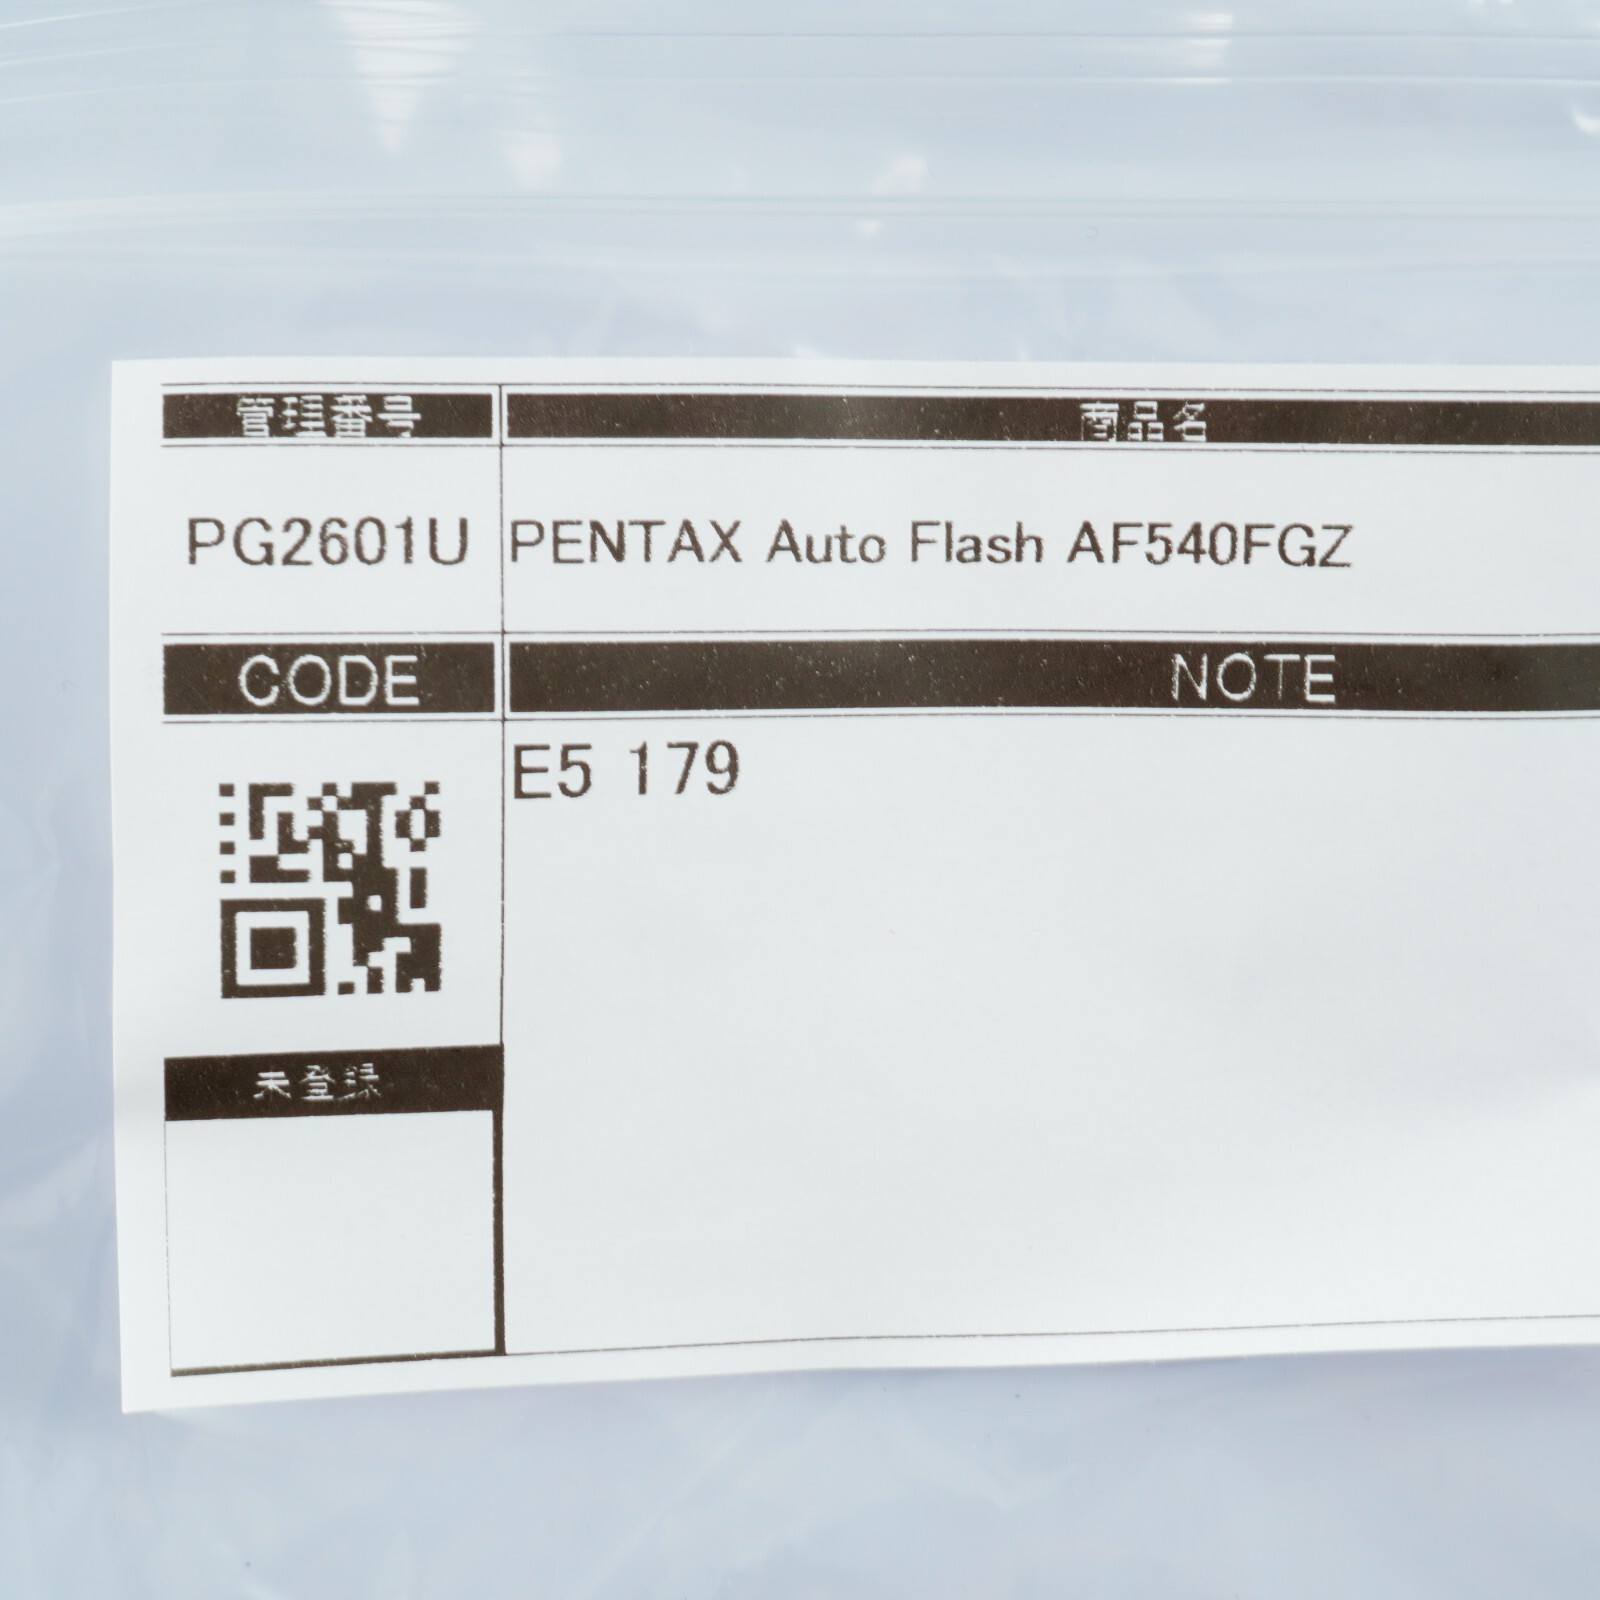 管理番号 商品名
PG2601U PENTAX Auto Flash AF540FGZ
CODE NOTE
E5 179
未登録